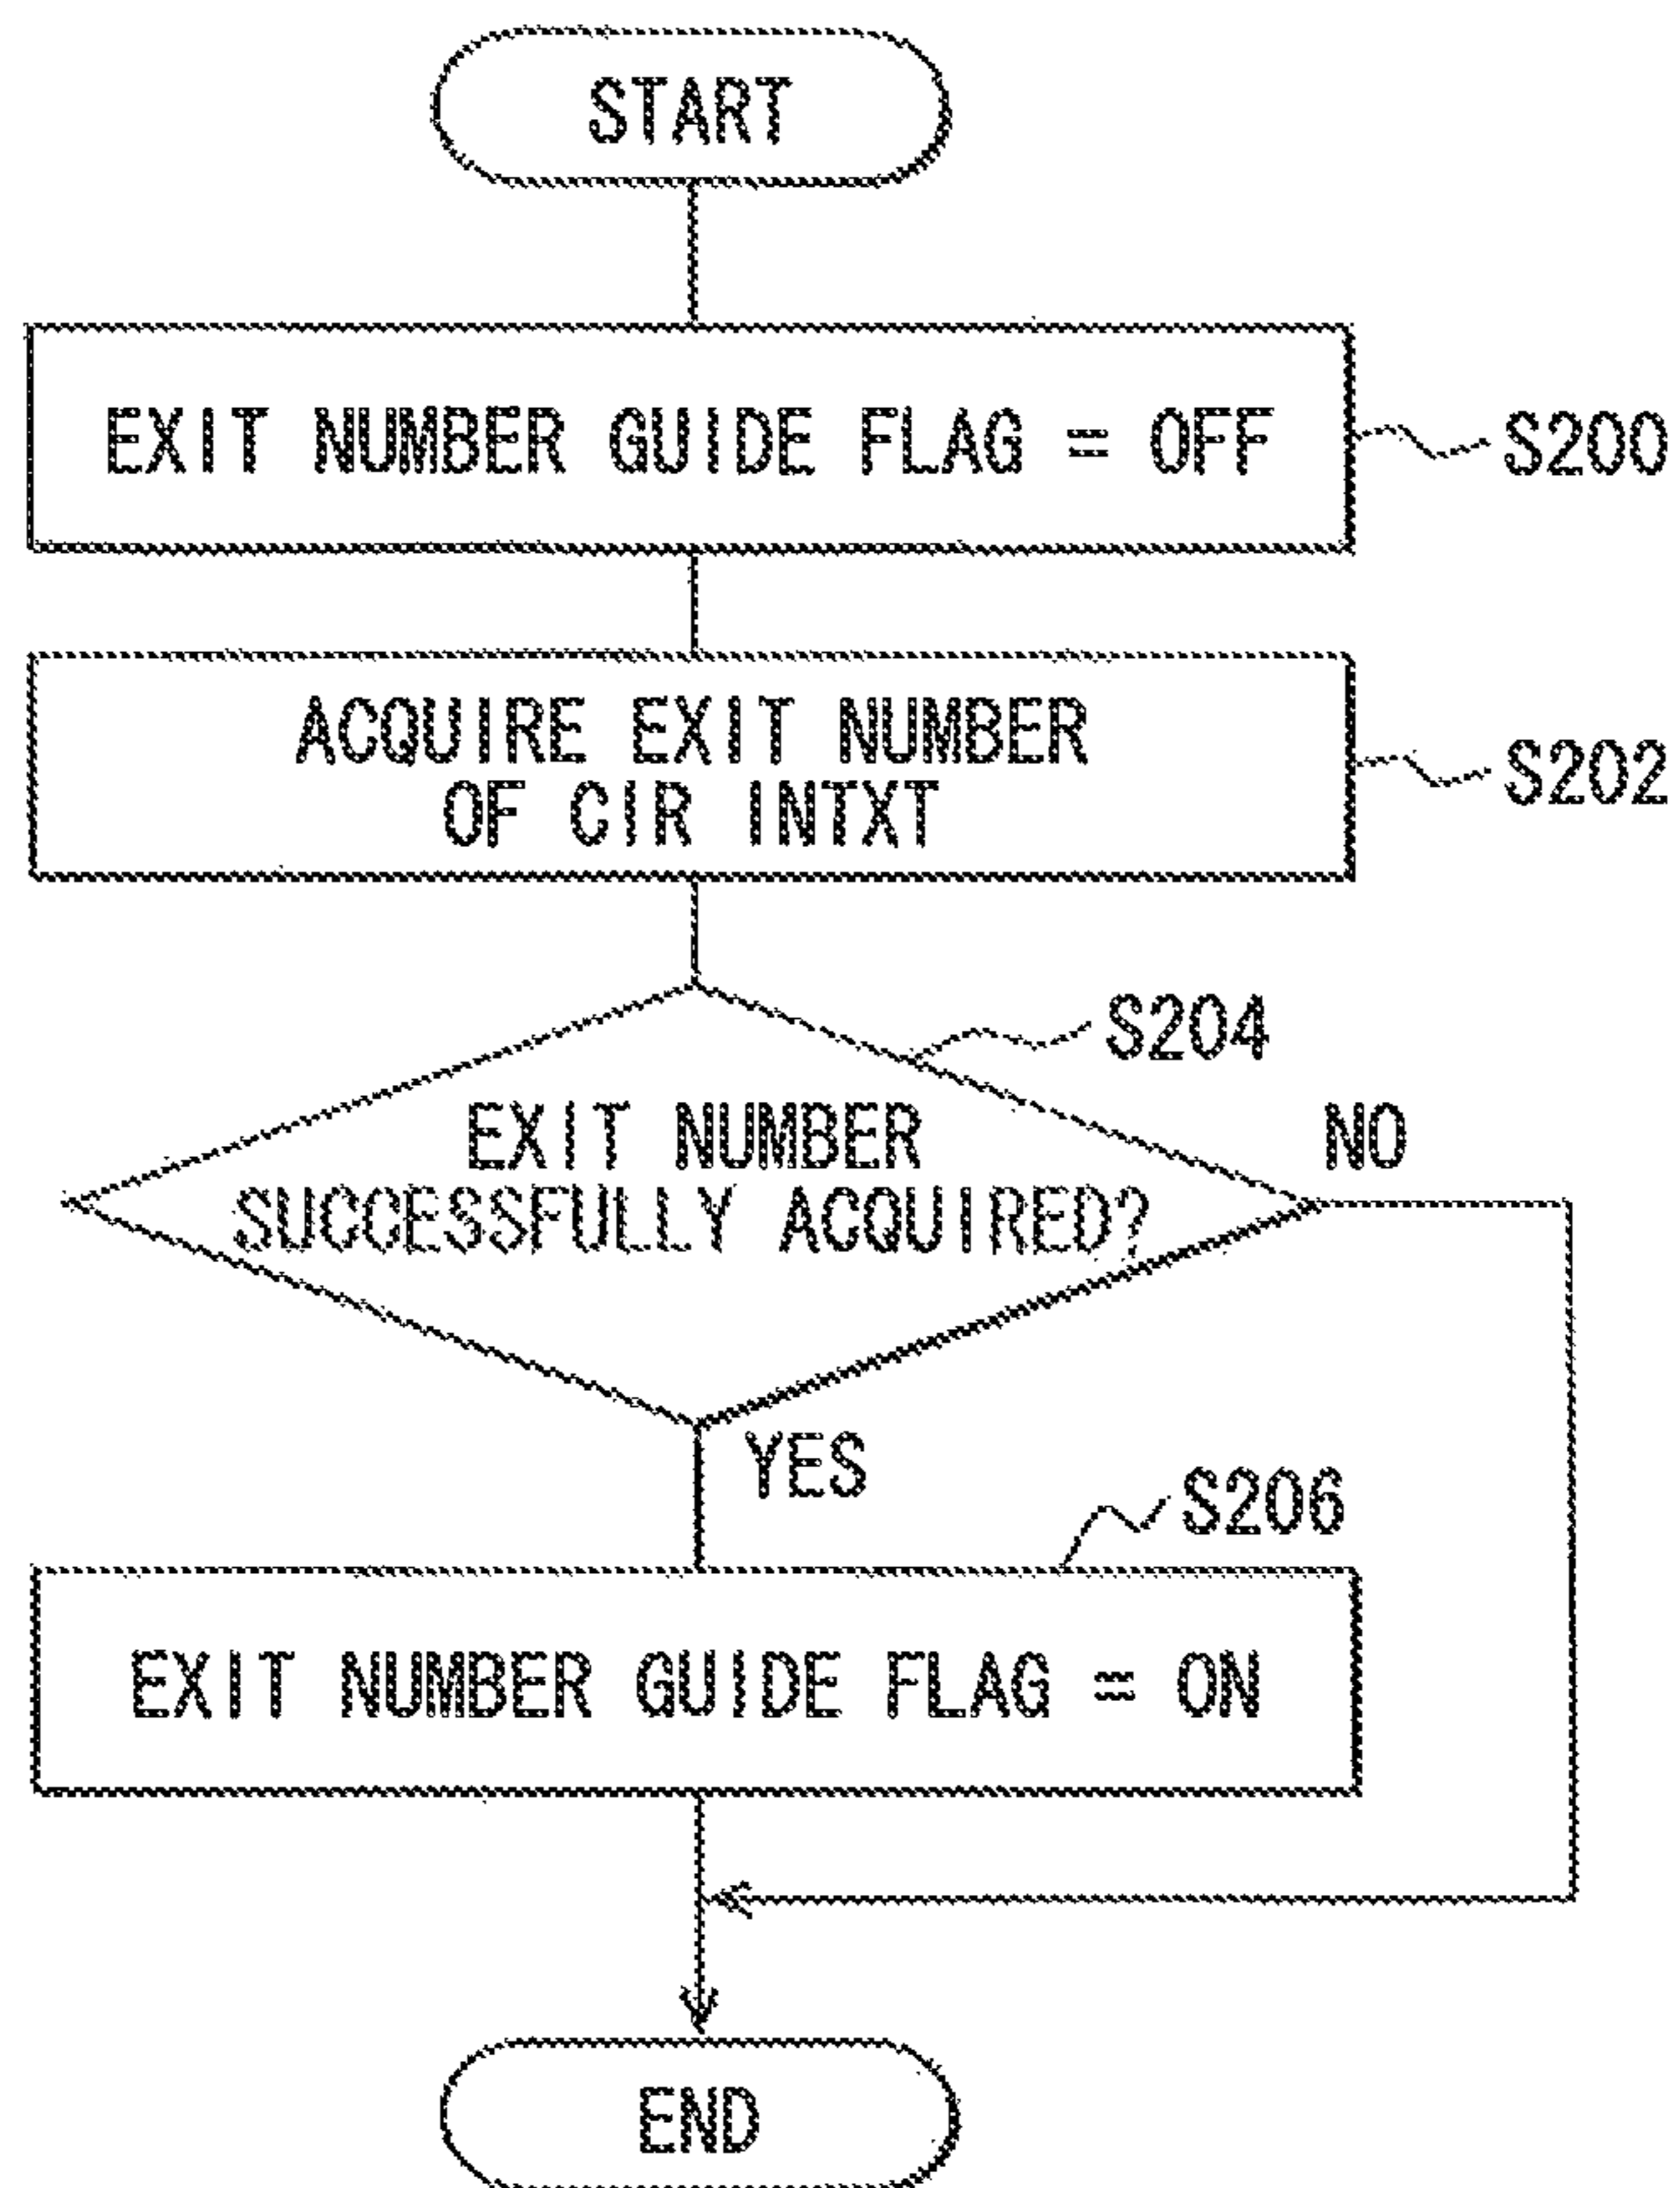 START
EXIT NUMBER GUIDE FLAG = OFF
S200
ACQUIRE EXIT NUMBER
OF CIR INTXT
S202
S204
EXIT NUMBER
SUCCESSFULLY ACQUIRED?
NO
YES
S206
EXIT NUMBER GUIDE FLAG = ON
END